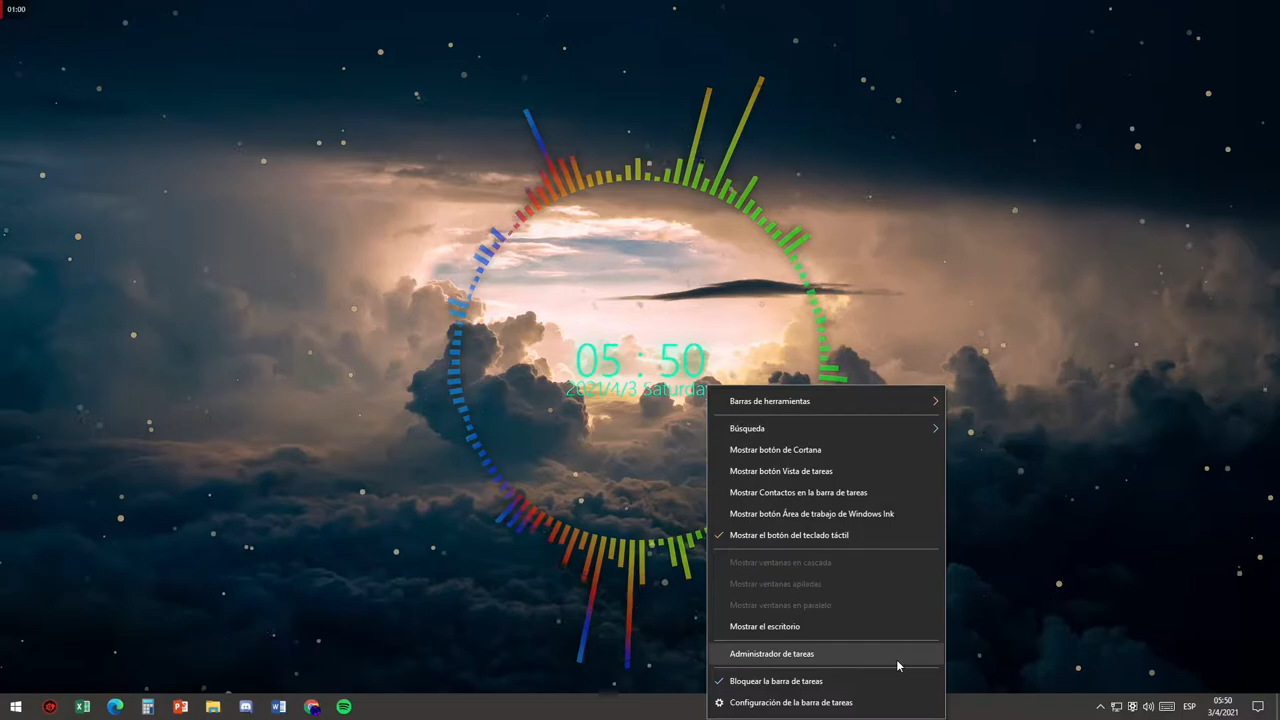 01:00
05 : 50
2021/4/3 Saturday
Barras de herramientas
Búsqueda
Mostrar botón de Cortana
Mostrar botón Vista de tareas
Mostrar Contactos en la barra de tareas
Mostrar botón Área de trabajo de Windows Ink
Mostrar el botón del teclado táctil
Mostrar ventanas en cascada
Mostrar ventanas apiladas
Mostrar ventanas en paralelo
Mostrar el escritorio
Administrador de tareas
Bloquear la barra de tareas
Configuración de la barra de tareas
ESP
05:50
3/4/2021